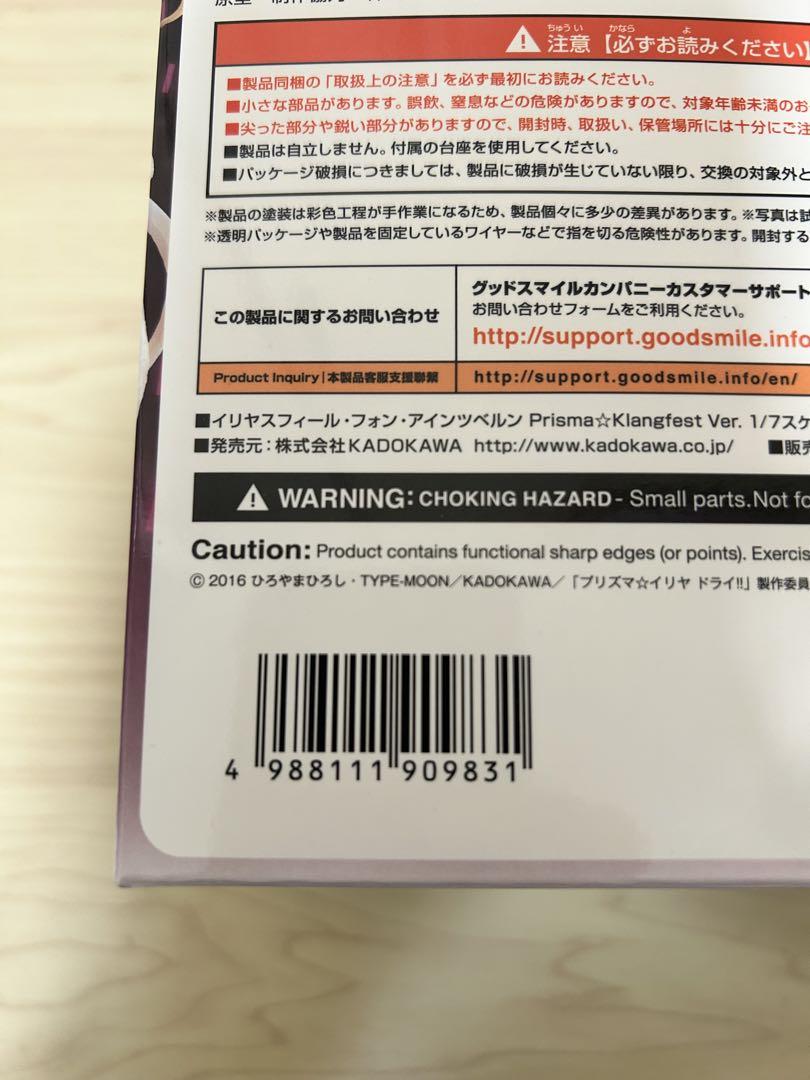 注意【必ずお読みください】
ちゅうい かなら よ
■製品同梱の「取扱上の注意」を必ず最初にお読みください。
■小さな部品があります。誤飲、窒息などの危険がありますので、対象年齢未満のお
■尖った部分や鋭い部分がありますので、開封時、取扱い、保管場所には十分にご注
■製品は自立しません。付属の台座を使用してください。
■パッケージ破損につきましては、製品に破損が生じていない限り、交換の対象外と
※製品の塗装は彩色工程が手作業になるため、製品個々に多少の差異があります。※写真は試
※透明パッケージや製品を固定しているワイヤーなどで指を切る危険性があります。開封する
この製品に関するお問い合わせ
グッドスマイルカンパニーカスタマーサポート
お問い合わせフォームをご利用ください。
http://support.goodsmile.info
Product Inquiry|本製品客服支援聯繫
http://support.goodsmile.info/en/
■イリヤスフィール・フォン・アインツベルン Prisma☆Klangfest Ver. 1/7スケ
■発売元：株式会社KADOKAWA http://www.kadokawa.co.jp/ ■販売
WARNING: CHOKING HAZARD - Small parts. Not fo
Caution: Product contains functional sharp edges (or points). Exercis
© 2016 ひろやまひろし・TYPE-MOON／KADOKAWA／「プリズマ☆イリヤ ドライ!!」製作委員
4 988111 909831